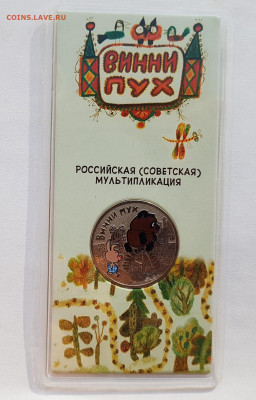 COINS.LAVE.RU
ВИННИ
ПУХ
РОССИЙСКАЯ (СОВЕТСКАЯ)
МУЛЬТИПЛИКАЦИЯ
ВИННИ ПУХ